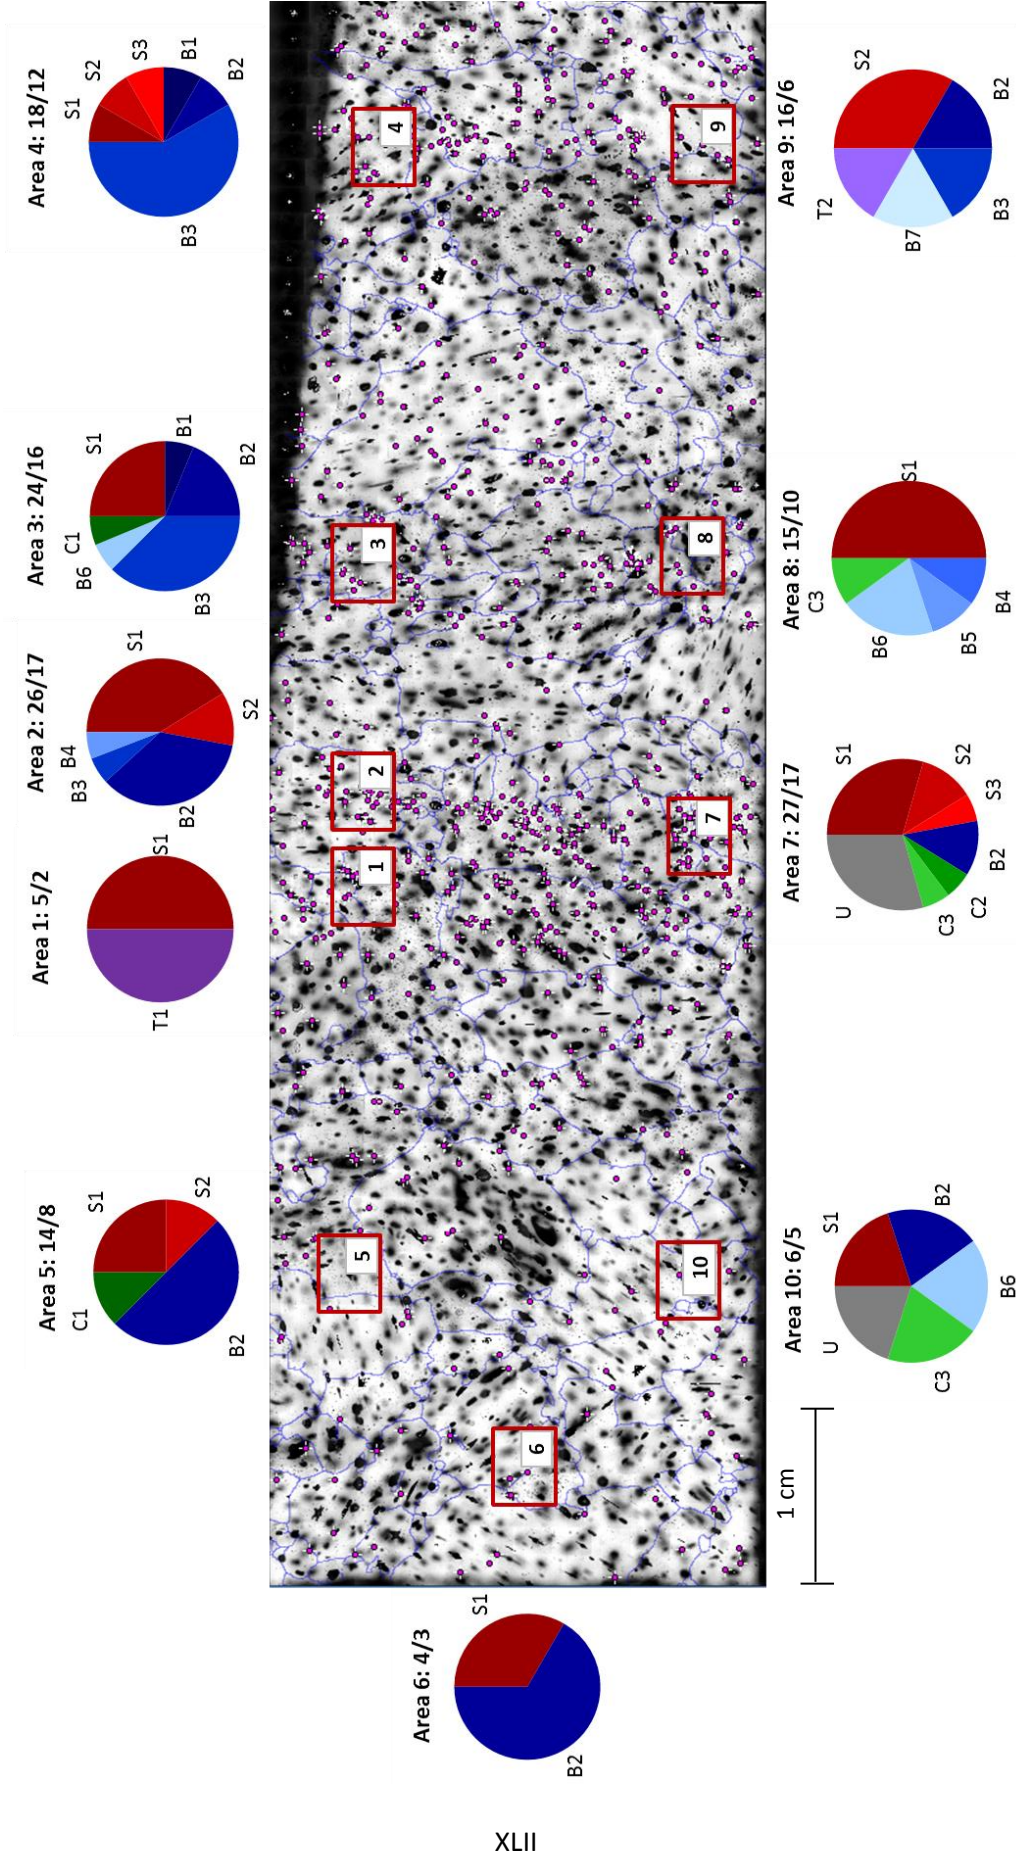 Area 5: 14/8
C1
S1
S2
B2
Area 1: 5/2
T1
S1
Area 2: 26/17
B3
B4
S1
B2
S2
Area 3: 24/16
B6
C1
S1
B1
B3
B2
Area 4: 18/12
S1
S2
S3
B1
B3
B2
Area 6: 4/3
S1
B2
5
1
2
3
4
6
10
7
8
9
1 cm
Area 10: 6/5
U
S1
C3
B2
B6
Area 7: 27/17
U
S1
S2
S3
C3
C2
B2
Area 8: 15/10
C3
S1
B6
B5
B4
Area 9: 16/6
T2
S2
B7
B3
B2
XLII